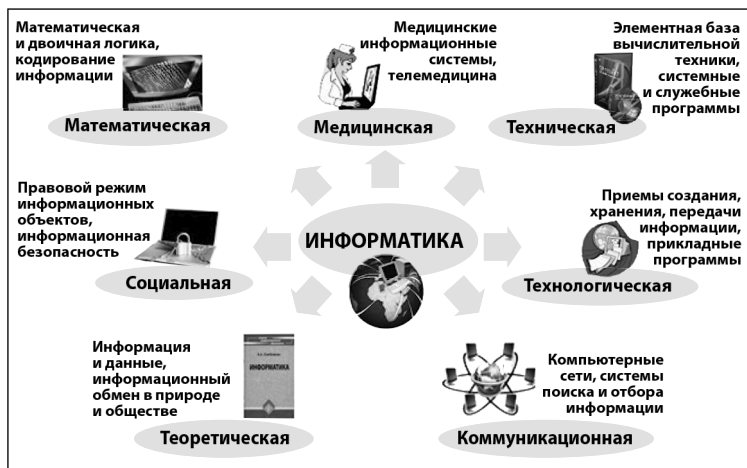 Математическая
и двоичная логика,
кодирование
информации
Математическая
Медицинские
информационные
системы,
телемедицина
Медицинская
Элементная база
вычислительной
техники,
системные
и служебные
программы
Техническая
Правовой режим
информационных
объектов,
информационная
безопасность
Социальная
ИНФОРМАТИКА
Приемы создания,
хранения, передачи
информации,
прикладные
программы
Технологическая
Информация
и данные,
информационный
обмен в природе
и обществе
ИНФОРМАТИКА
Теоретическая
Компьютерные
сети, системы
поиска и отбора
информации
Коммуникационная